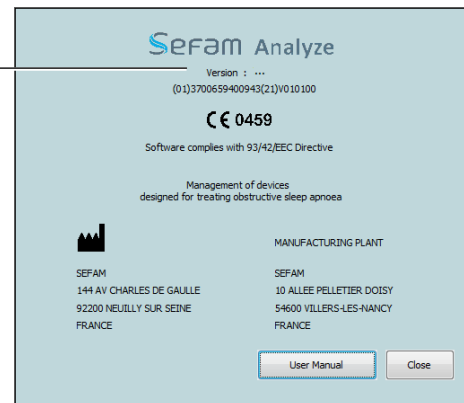 Sefam Analyze
Version : ...
(01)3700659400943(21)V010100
CE 0459
Software complies with 93/42/EEC Directive
Management of devices
designed for treating obstructive sleep apnoea
SEFAM
144 AV CHARLES DE GAULLE
92200 NEUILLY SUR SEINE
FRANCE
MANUFACTURING PLANT
SEFAM
10 ALLEE PELLETIER DOISY
54600 VILLERS-LES-NANCY
FRANCE
User Manual
Close